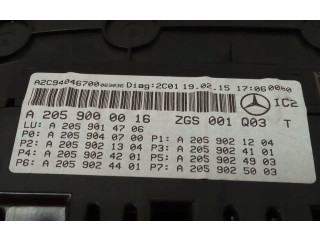 A2C94046700 003036 Diag:2C01 19.02.15 17:06 0040
IC2
A 205 900 00 16 ZGS 001 Q03 T
LU: A 205 901 47 06
P0: A 205 904 07 00 P1: A 205 902 12 04
P2: A 205 902 13 04 P3: A 205 902 41 01
P4: A 205 902 42 01 P5: A 205 902 49 03
P6: A 205 902 44 01 P7: A 205 902 50 03